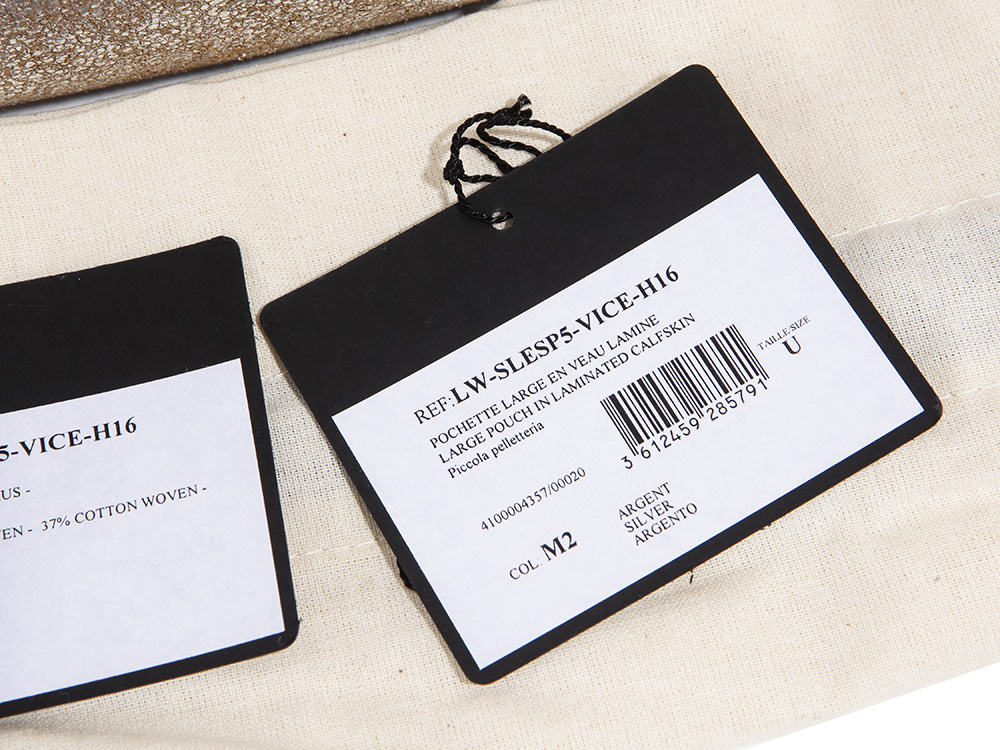 5-VICE-H16
US -
EN - 37% COTTON WOVEN -
REF:LW-SLESP5-VICE-H16
POCHETTE LARGE EN VEAU LAMINE
LARGE POUCH IN LAMINATED CALFSKIN
Piccola pelletteria
TAILLE/SIZE
U
3 612459 285791
4100004357/00020
COL. M2
ARGENT
SILVER
ARGENTO